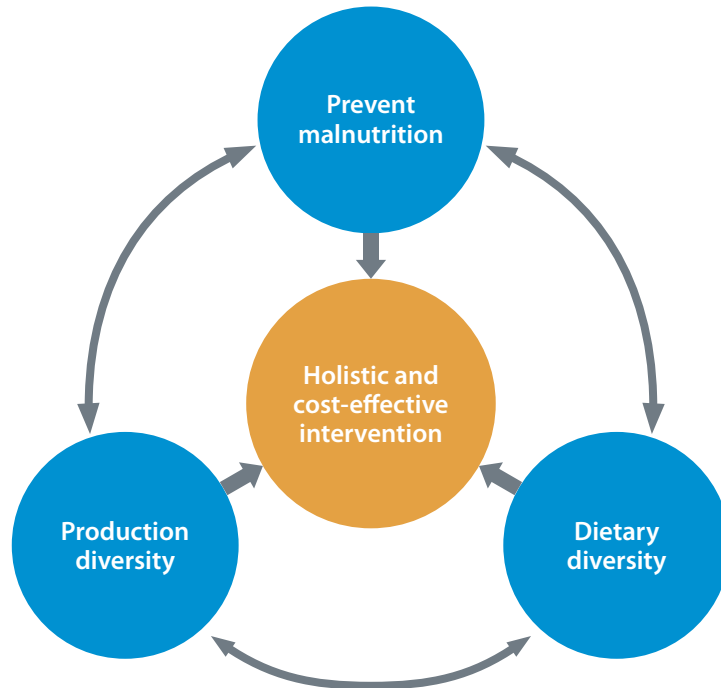 Prevent
malnutrition
Holistic and
cost-effective
intervention
Production
diversity
Dietary
diversity